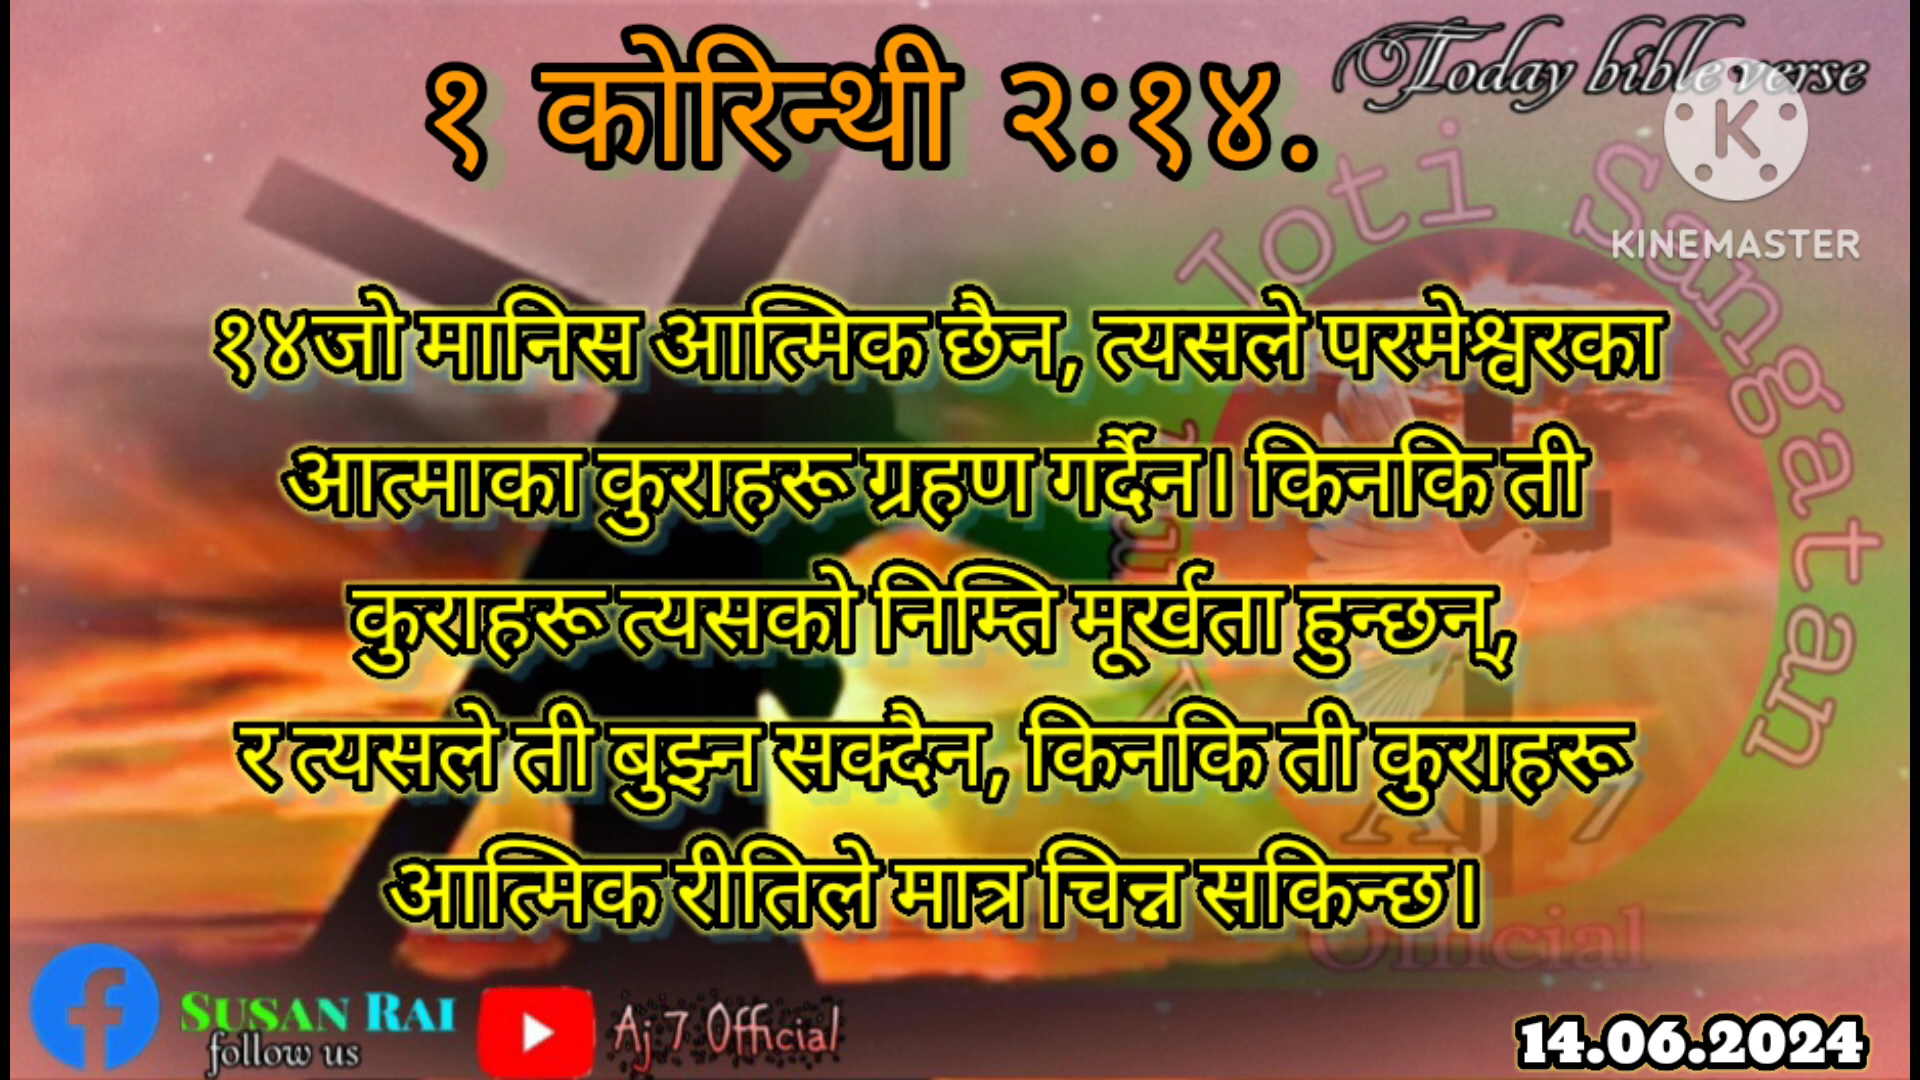 १ कोरिन्थी २:१४.
Today bible verse
KINEMASTER
Joti Sangatan
१४जो मानिस आत्मिक छैन, त्यसले परमेश्वरका
आत्माका कुराहरू ग्रहण गर्दैन। किनकि ती
कुराहरू त्यसको निम्ति मूर्खता हुन्छन्,
र त्यसले ती बुझ्न सक्दैन, किनकि ती कुराहरू
आत्मिक रीतिले मात्र चिन्न सकिन्छ।
Aj 7
Official
SUSAN RAI
follow us
Aj 7 Official
14.06.2024